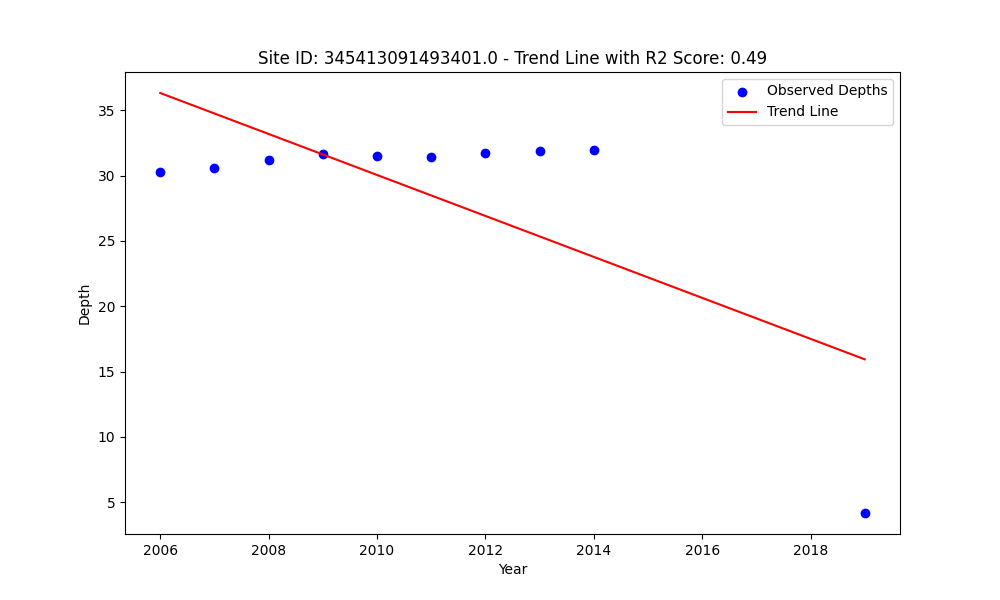 Site ID: 345413091493401.0 - Trend Line with R2 Score: 0.49
Observed Depths
Trend Line
35
30
25
20
15
10
5
Depth
2006 2008 2010 2012 2014 2016 2018
Year